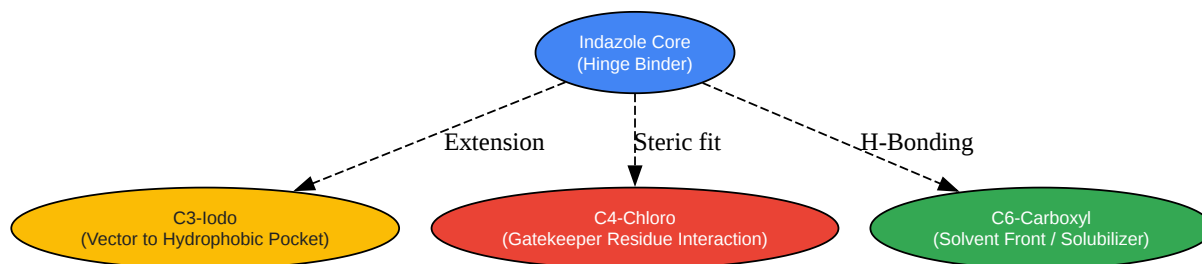 Indazole Core
(Hinge Binder)
Extension
Steric fit
H-Bonding
C3-Iodo
(Vector to Hydrophobic Pocket)
C4-Chloro
(Gatekeeper Residue Interaction)
C6-Carboxyl
(Solvent Front / Solubilizer)